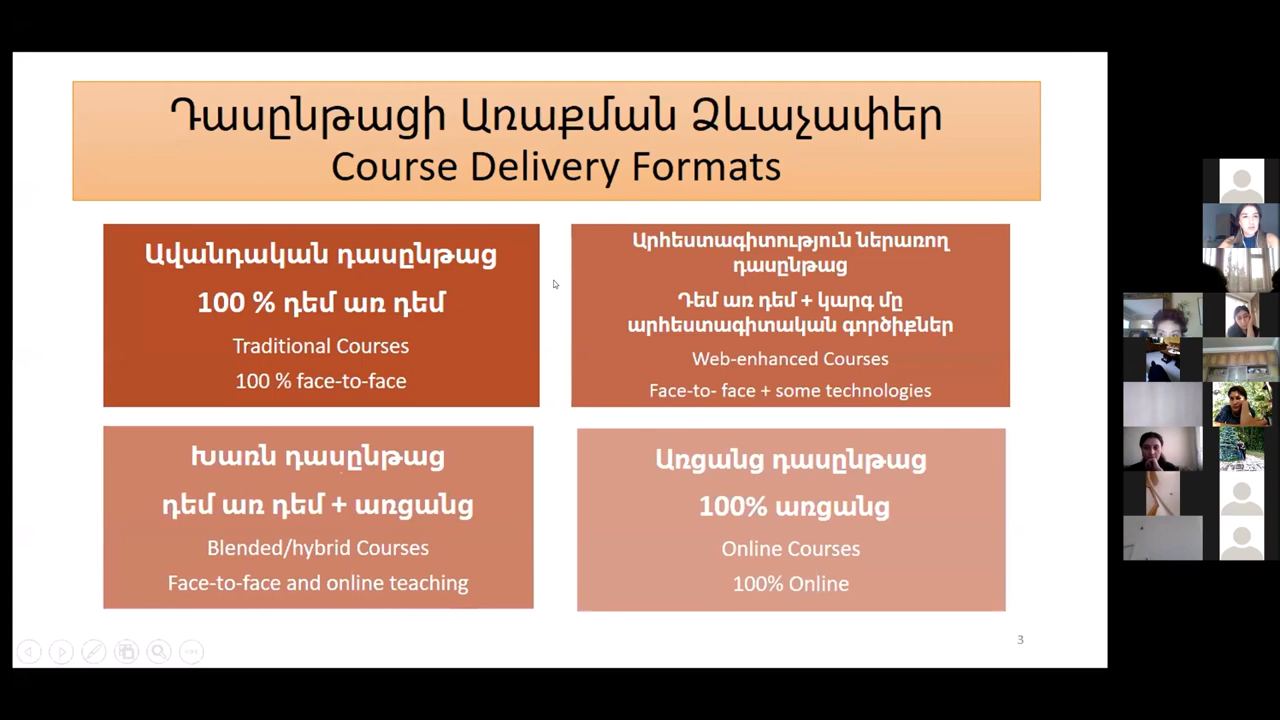 Դասընթացի Առաքման Ձևաչափեր
Course Delivery Formats
Ավանդական դասընթաց
100 % դեմ առ դեմ
Traditional Courses
100 % face-to-face
Արհեստագիտություն ներառող
դասընթաց
Դեմ առ դեմ + կարգ մը
արհեստագիտական գործիքներ
Web-enhanced Courses
Face-to- face + some technologies
Խառն դասընթաց
դեմ առ դեմ + առցանց
Blended/hybrid Courses
Face-to-face and online teaching
Առցանց դասընթաց
100% առցանց
Online Courses
100% Online
3